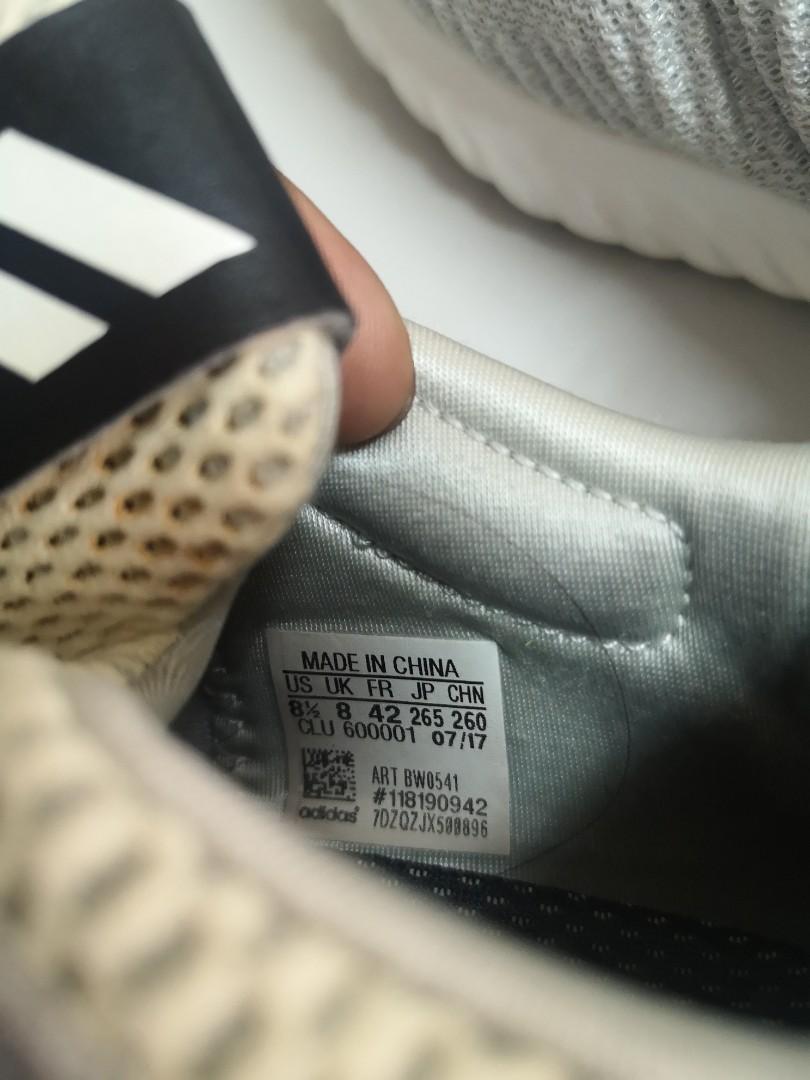 MADE IN CHINA
US UK FR JP CHN
8½ 8 42 265 260
CLU 600001 07/17
ART BW0541
#118190942
adidas 7DZQZJX500896